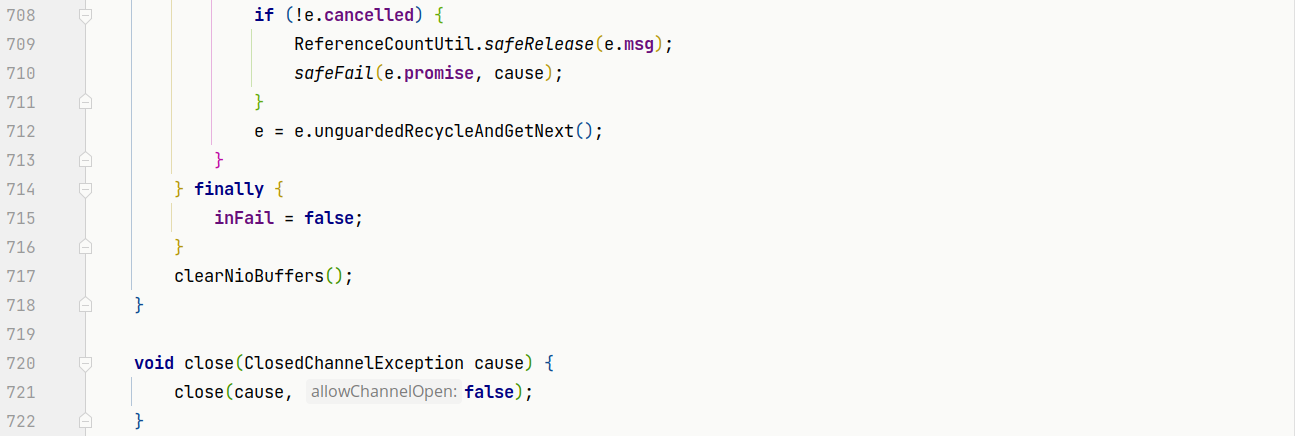 708 if (!e.cancelled) {
709 ReferenceCountUtil.safeRelease(e.msg);
710 safeFail(e.promise, cause);
711 }
712 e = e.unguardedRecycleAndGetNext();
713 }
714 } finally {
715 inFail = false;
716 }
717 clearNioBuffers();
718 }
719
720 void close(ClosedChannelException cause) {
721 close(cause, allowChannelOpen: false);
722 }